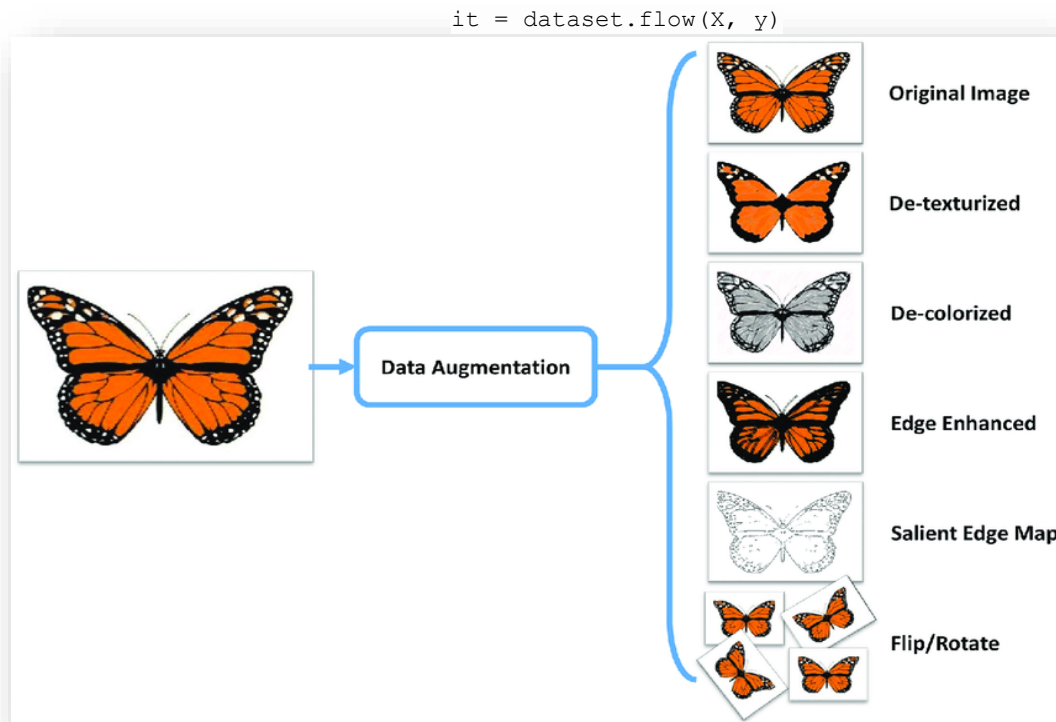 it = dataset.flow(X, y)
Original Image
De-texturized
De-colorized
Data Augmentation
Edge Enhanced
Salient Edge Map
Flip/Rotate